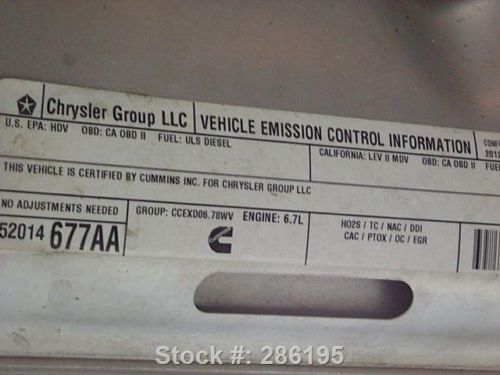 Chrysler Group LLC VEHICLE EMISSION CONTROL INFORMATION
U.S. EPA: HDV OBD: CA OBD II FUEL: ULS DIESEL
CALIFORNIA: LEV II MDV OBD: CA OBD II
THIS VEHICLE IS CERTIFIED BY CUMMINS INC. FOR CHRYSLER GROUP LLC
NO ADJUSTMENTS NEEDED
52014 677AA
GROUP: CCEXD06.78WV ENGINE: 6.7L
HO2S / TC / NAC / DDI
CAC / PTOX / OC / EGR
Stock #: 286195